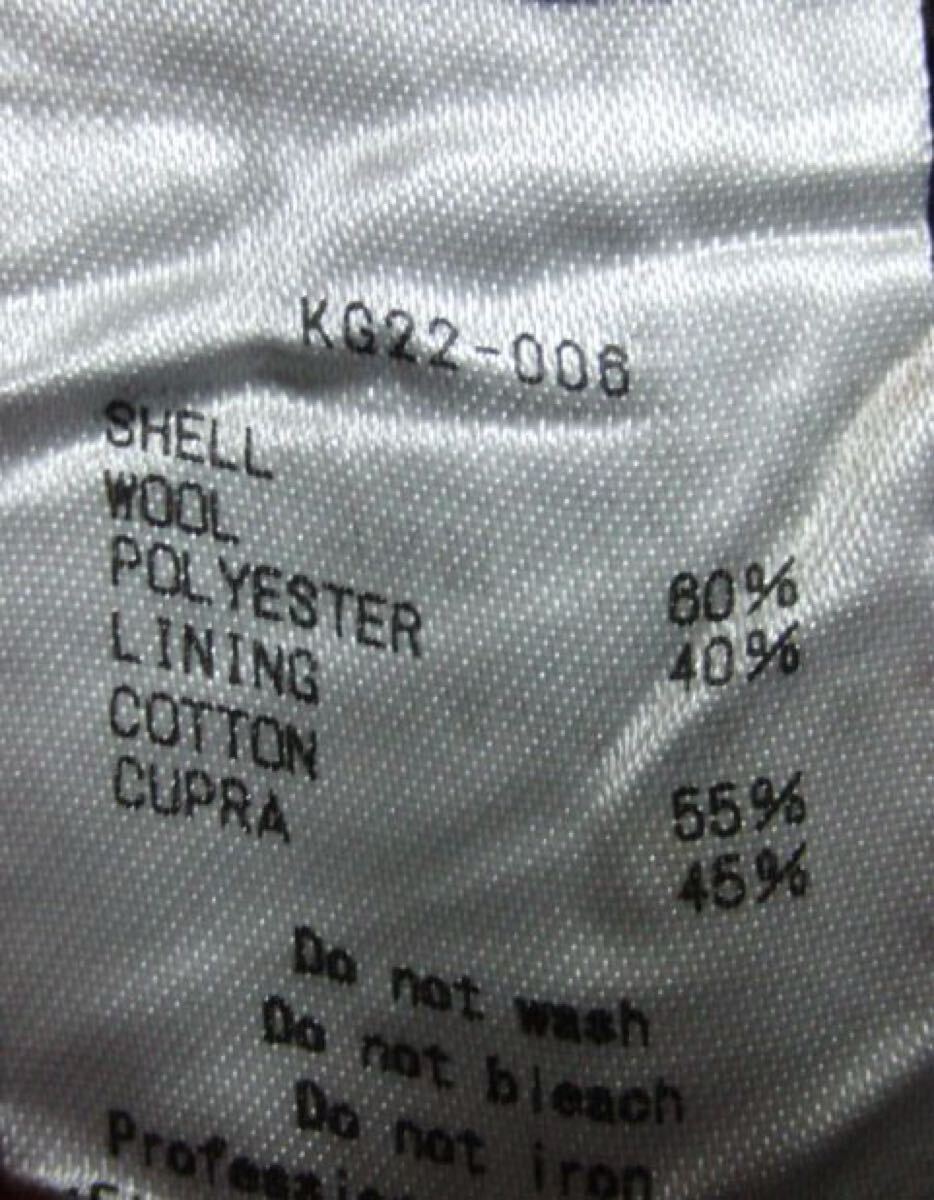 KG22-006
SHELL
WOOL 60%
POLYESTER 40%
LINING
COTTON 55%
CUPRA 45%
Do not wash
Do not bleach
Do not iron